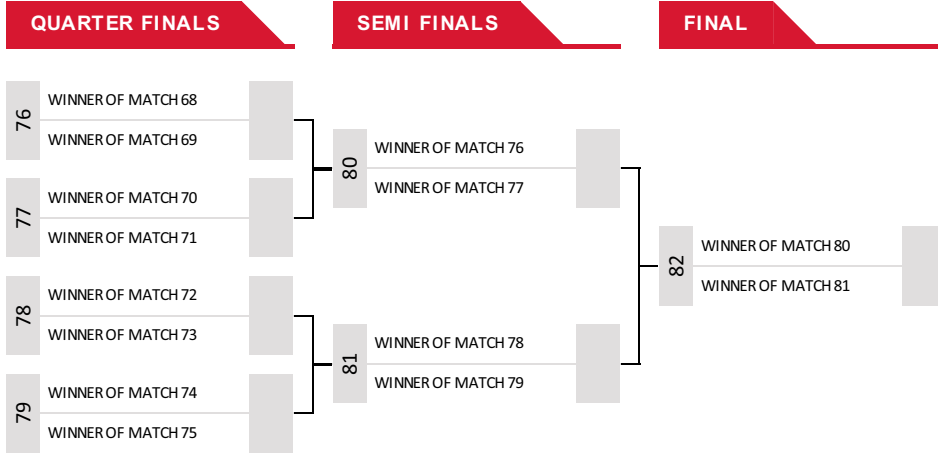 QUARTER FINALS
SEMI FINALS
FINAL
76
WINNER OF MATCH 68
WINNER OF MATCH 69
77
WINNER OF MATCH 70
WINNER OF MATCH 71
78
WINNER OF MATCH 72
WINNER OF MATCH 73
79
WINNER OF MATCH 74
WINNER OF MATCH 75
80
WINNER OF MATCH 76
WINNER OF MATCH 77
81
WINNER OF MATCH 78
WINNER OF MATCH 79
82
WINNER OF MATCH 80
WINNER OF MATCH 81